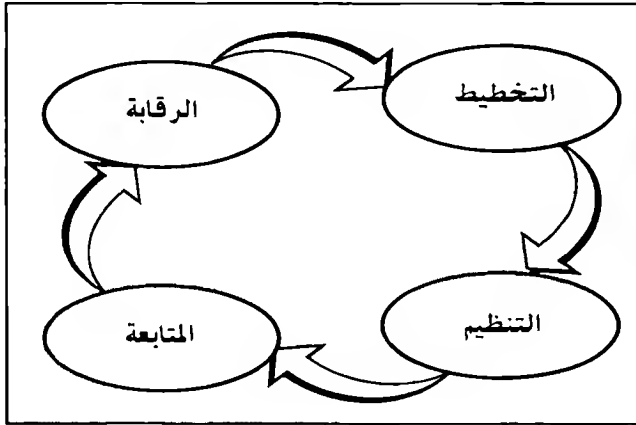 التخطيط
الرقابة
التنظيم
المتابعة